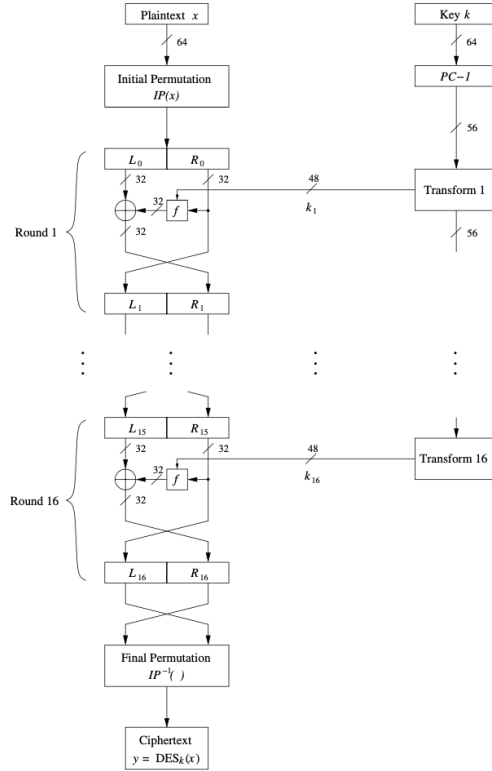 Plaintext x
Key k
64
64
Initial Permutation
IP(x)
PC−1
56
L0
R0
32
32
48
Transform 1
32
f
k1
Round 1
32
56
L1
R1
L15
R15
32
32
48
Transform 16
32
f
k16
Round 16
32
L16
R16
Final Permutation
IP−1( )
Ciphertext
y = DESk(x)